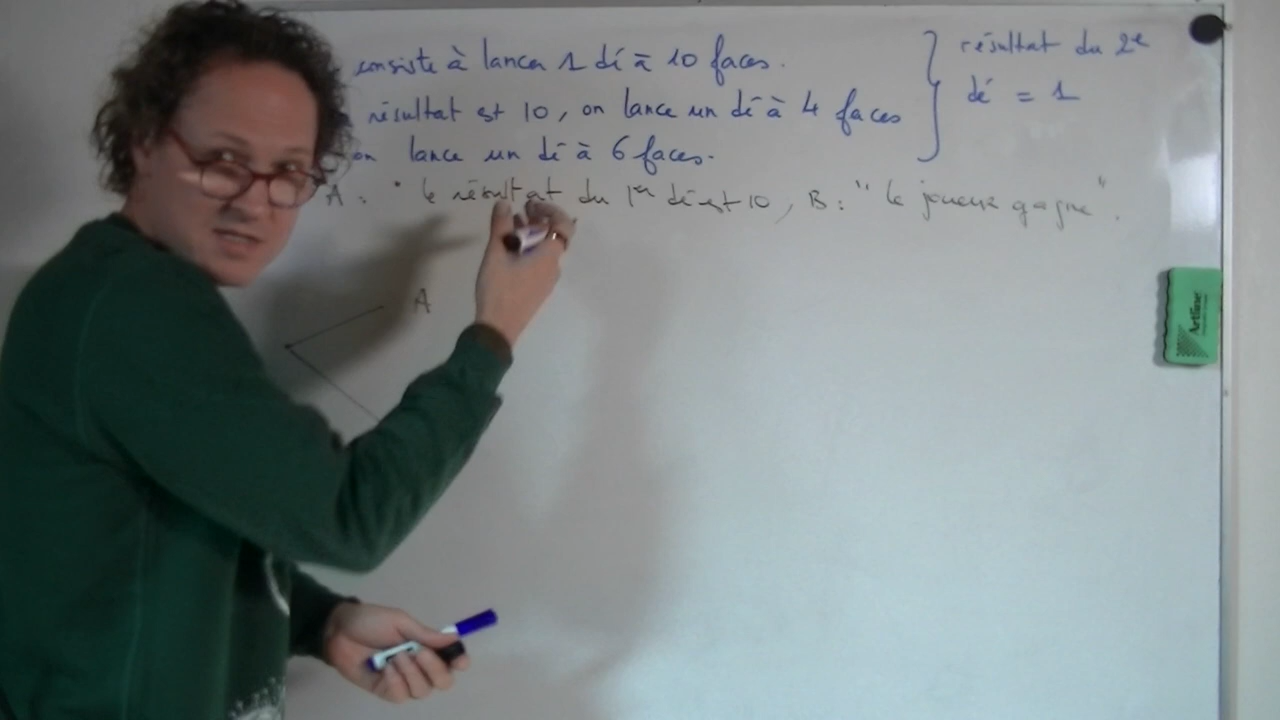 consiste à lancer 1 dé à 10 faces.
résultat est 10, on lance un dé à 4 faces
on lance un dé à 6 faces.
résultat du 2e
dé = 1
A : " le résultat du 1er dé est 10, B : " le joueur gagne ".
A
Artline